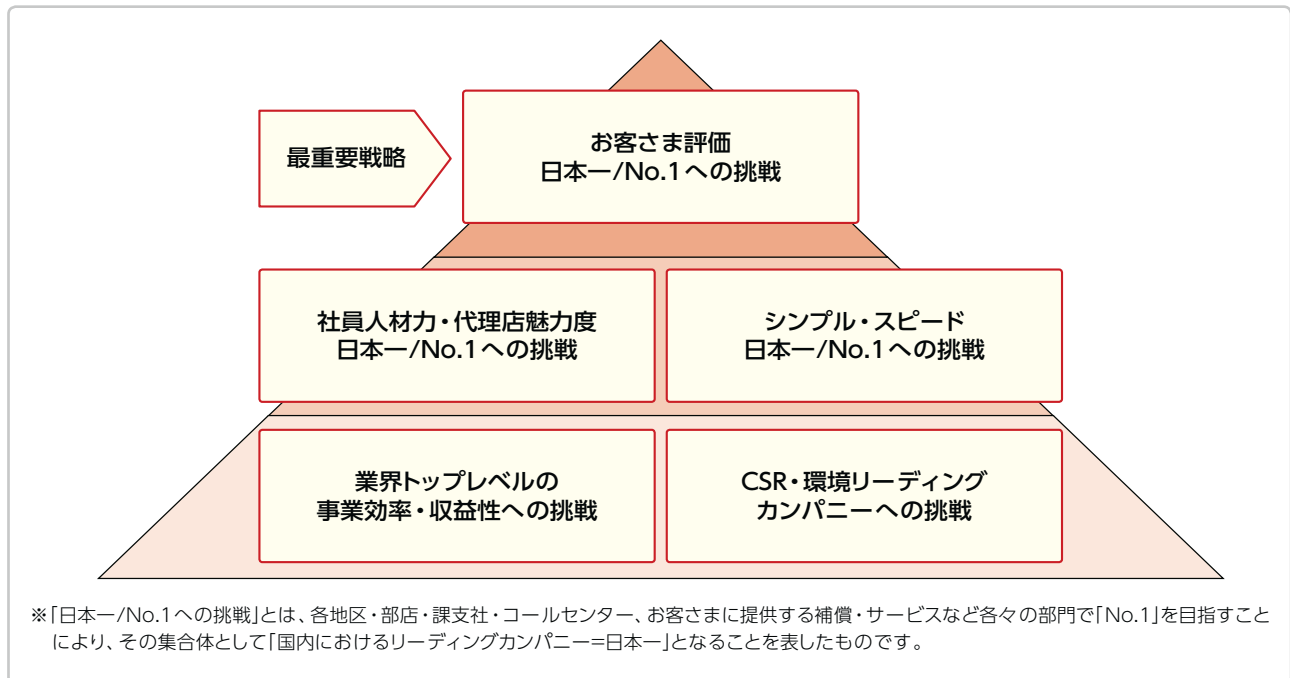 最重要戦略
お客さま評価
日本一/No.1への挑戦
社員人材力・代理店魅力度
日本一/No.1への挑戦
シンプル・スピード
日本一/No.1への挑戦
業界トップレベルの
事業効率・収益性への挑戦
CSR・環境リーディング
カンパニーへの挑戦
※「日本一/No.1への挑戦」とは、各地区・部店・課支社・コールセンター、お客さまに提供する補償・サービスなど各々の部門で「No.1」を目指すこと
により、その集合体として「国内におけるリーディングカンパニー=日本一」となることを表したものです。